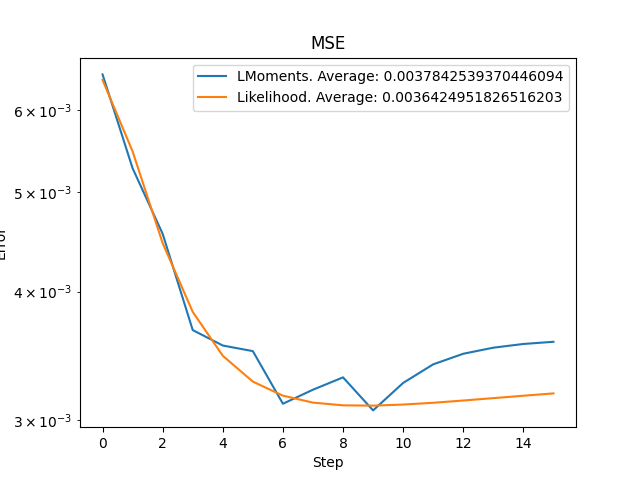 MSE
LMoments. Average: 0.0037842539370446094
Likelihood. Average: 0.0036424951826516203
6 × 10⁻³
5 × 10⁻³
4 × 10⁻³
3 × 10⁻³
Error
0 2 4 6 8 10 12 14
Step